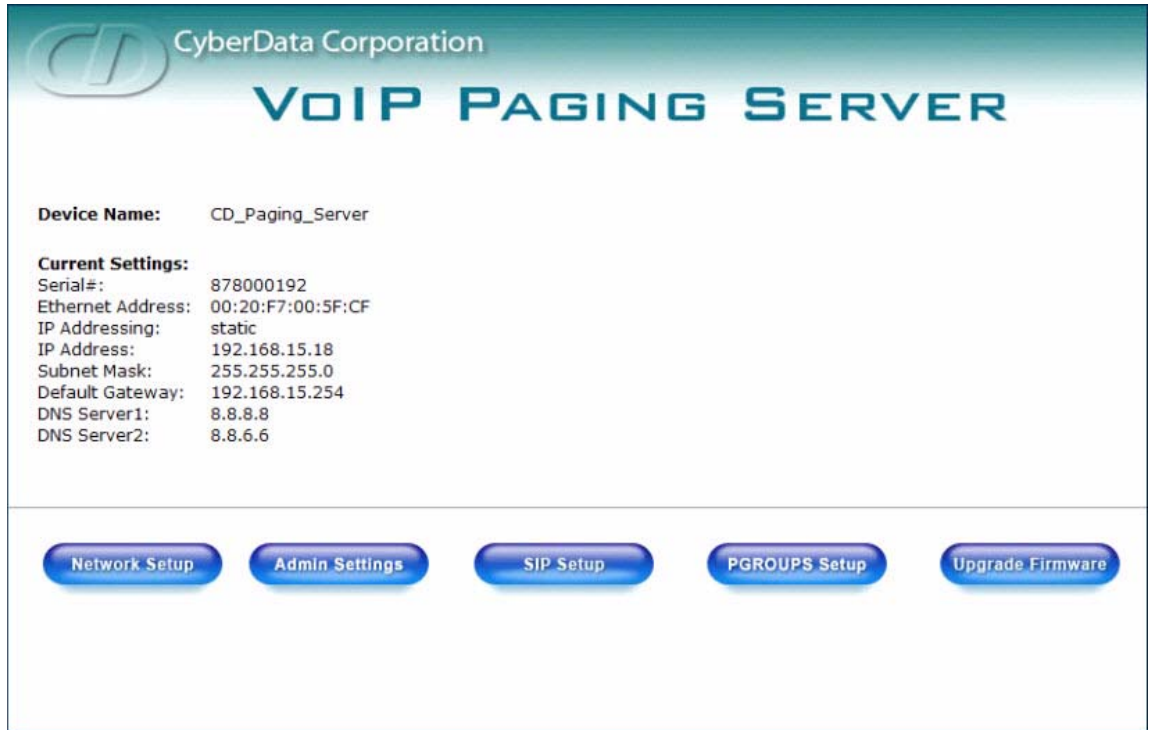 CD CyberData Corporation
VoIP Paging Server
Device Name: CD_Paging_Server
Current Settings:
Serial#: 878000192
Ethernet Address: 00:20:F7:00:5F:CF
IP Addressing: static
IP Address: 192.168.15.18
Subnet Mask: 255.255.255.0
Default Gateway: 192.168.15.254
DNS Server1: 8.8.8.8
DNS Server2: 8.8.6.6
Network Setup Admin Settings SIP Setup PGROUPS Setup Upgrade Firmware